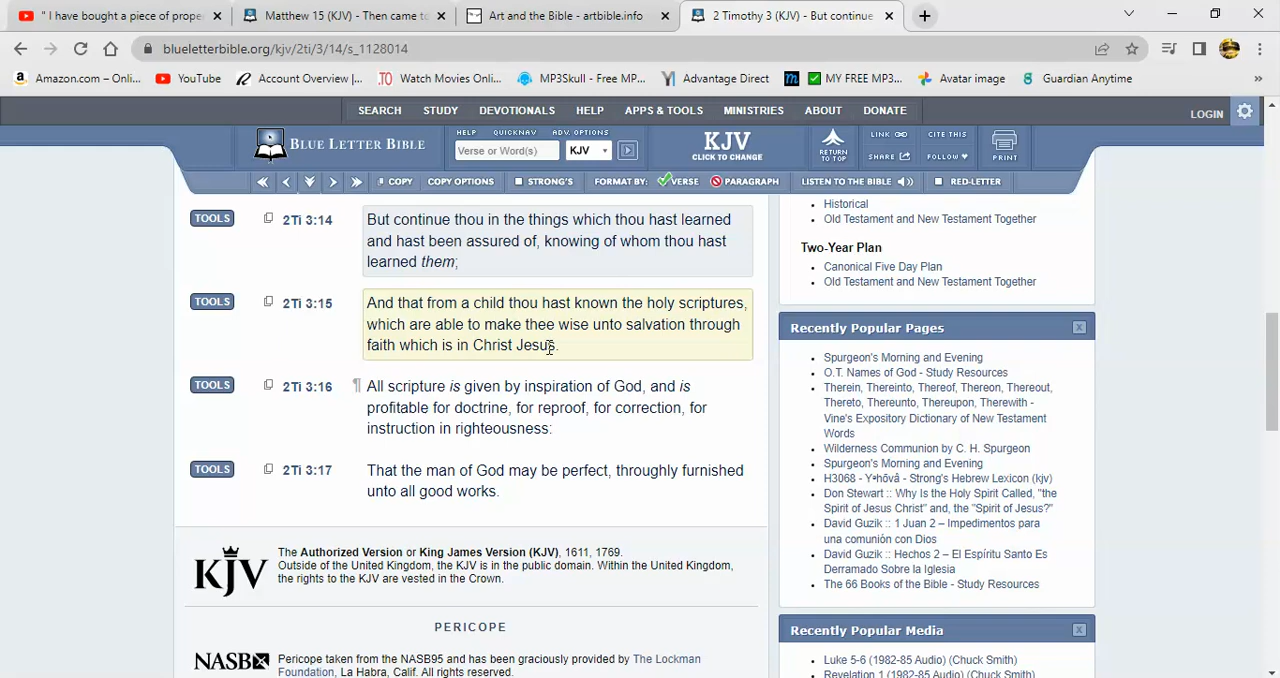 " I have bought a piece of prope
Matthew 15 (KJV) - Then came to
Art and the Bible - artbible.info
2 Timothy 3 (KJV) - But continue
blueletterbible.org/kjv/2ti/3/14/s_1128014
Amazon.com – Onli...
YouTube
Account Overview |...
Watch Movies Onlin...
MP3Skull - Free MP...
Advantage Direct
MY FREE MP3...
Avatar image
Guardian Anytime
»
SEARCH STUDY DEVOTIONALS HELP APPS & TOOLS MINISTRIES ABOUT DONATE
LOGIN
BLUE LETTER BIBLE
HELP QUICKNAV ADV. OPTIONS
Verse or Word(s)
KJV
KJV
CLICK TO CHANGE
RETURN
TO TOP
LINK
CITE THIS
SHARE
FOLLOW
PRINT
COPY COPY OPTIONS STRONG'S FORMAT BY: VERSE PARAGRAPH LISTEN TO THE BIBLE RED-LETTER
TOOLS 2Ti 3:14 But continue thou in the things which thou hast learned
and hast been assured of, knowing of whom thou hast
learned them;
TOOLS 2Ti 3:15 And that from a child thou hast known the holy scriptures,
which are able to make thee wise unto salvation through
faith which is in Christ Jesus.
TOOLS 2Ti 3:16 ¶ All scripture is given by inspiration of God, and is
profitable for doctrine, for reproof, for correction, for
instruction in righteousness:
TOOLS 2Ti 3:17 That the man of God may be perfect, throughly furnished
unto all good works.
KJV
The Authorized Version or King James Version (KJV), 1611, 1769.
Outside of the United Kingdom, the KJV is in the public domain. Within the United Kingdom,
the rights to the KJV are vested in the Crown.
PERICOPE
NASB
Pericope taken from the NASB95 and has been graciously provided by The Lockman
Foundation, La Habra, Calif. All rights reserved.
Historical
Old Testament and New Testament Together
Two-Year Plan
Canonical Five Day Plan
Old Testament and New Testament Together
Recently Popular Pages
Spurgeon's Morning and Evening
O.T. Names of God - Study Resources
Therein, Thereinto, Thereof, Thereon, Thereout,
Thereto, Thereunto, Thereupon, Therewith -
Vine's Expository Dictionary of New Testament
Words
Wilderness Communion by C. H. Spurgeon
Spurgeon's Morning and Evening
H3068 - Yᵊhōvâ - Strong's Hebrew Lexicon (kjv)
Don Stewart :: Why Is the Holy Spirit Called, "the
Spirit of Jesus Christ" and, the "Spirit of Jesus?"
David Guzik :: 1 Juan 2 – Impedimentos para
una comunión con Dios
David Guzik :: Hechos 2 – El Espíritu Santo Es
Derramado Sobre la Iglesia
The 66 Books of the Bible - Study Resources
Recently Popular Media
Luke 5-6 (1982-85 Audio) (Chuck Smith)
Revelation 1 (1982-85 Audio) (Chuck Smith)